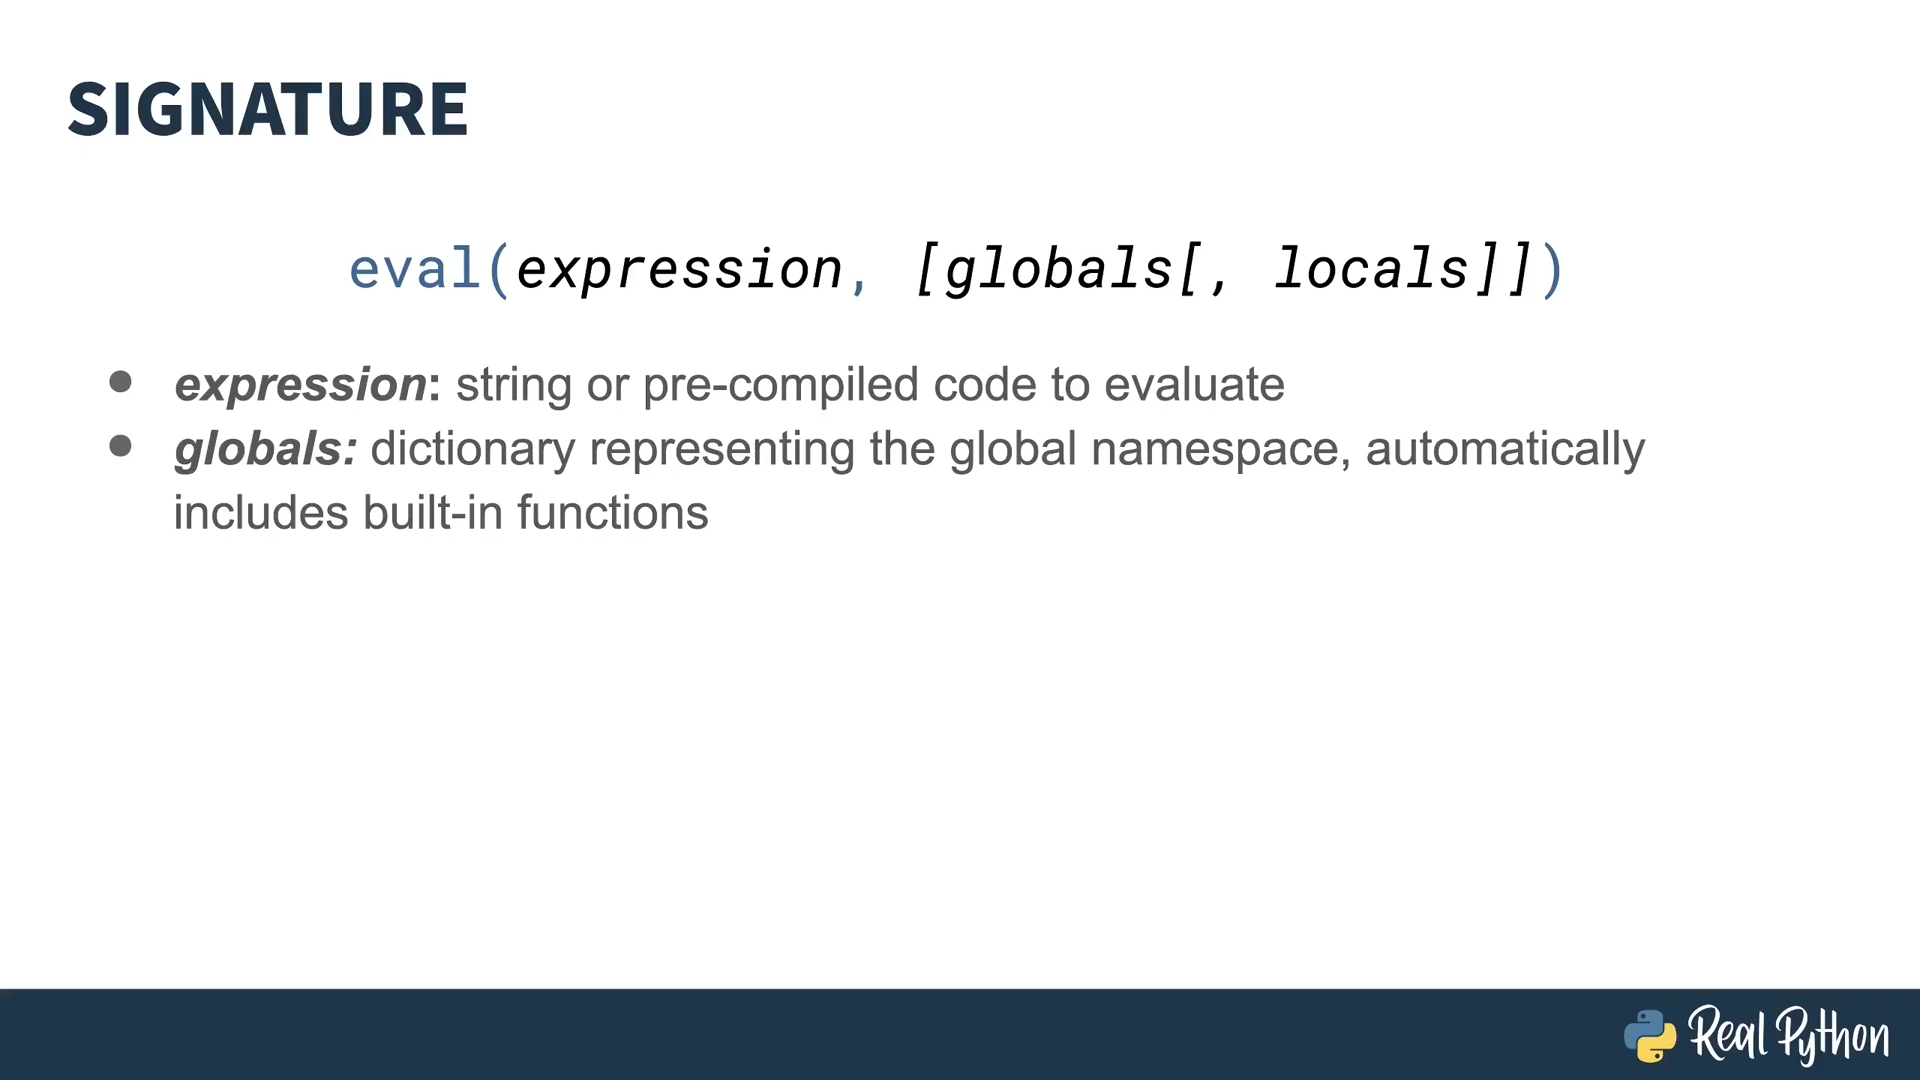 SIGNATURE
eval(expression, [globals[, locals]])
● expression: string or pre-compiled code to evaluate
● globals: dictionary representing the global namespace, automatically
includes built-in functions
Real Python